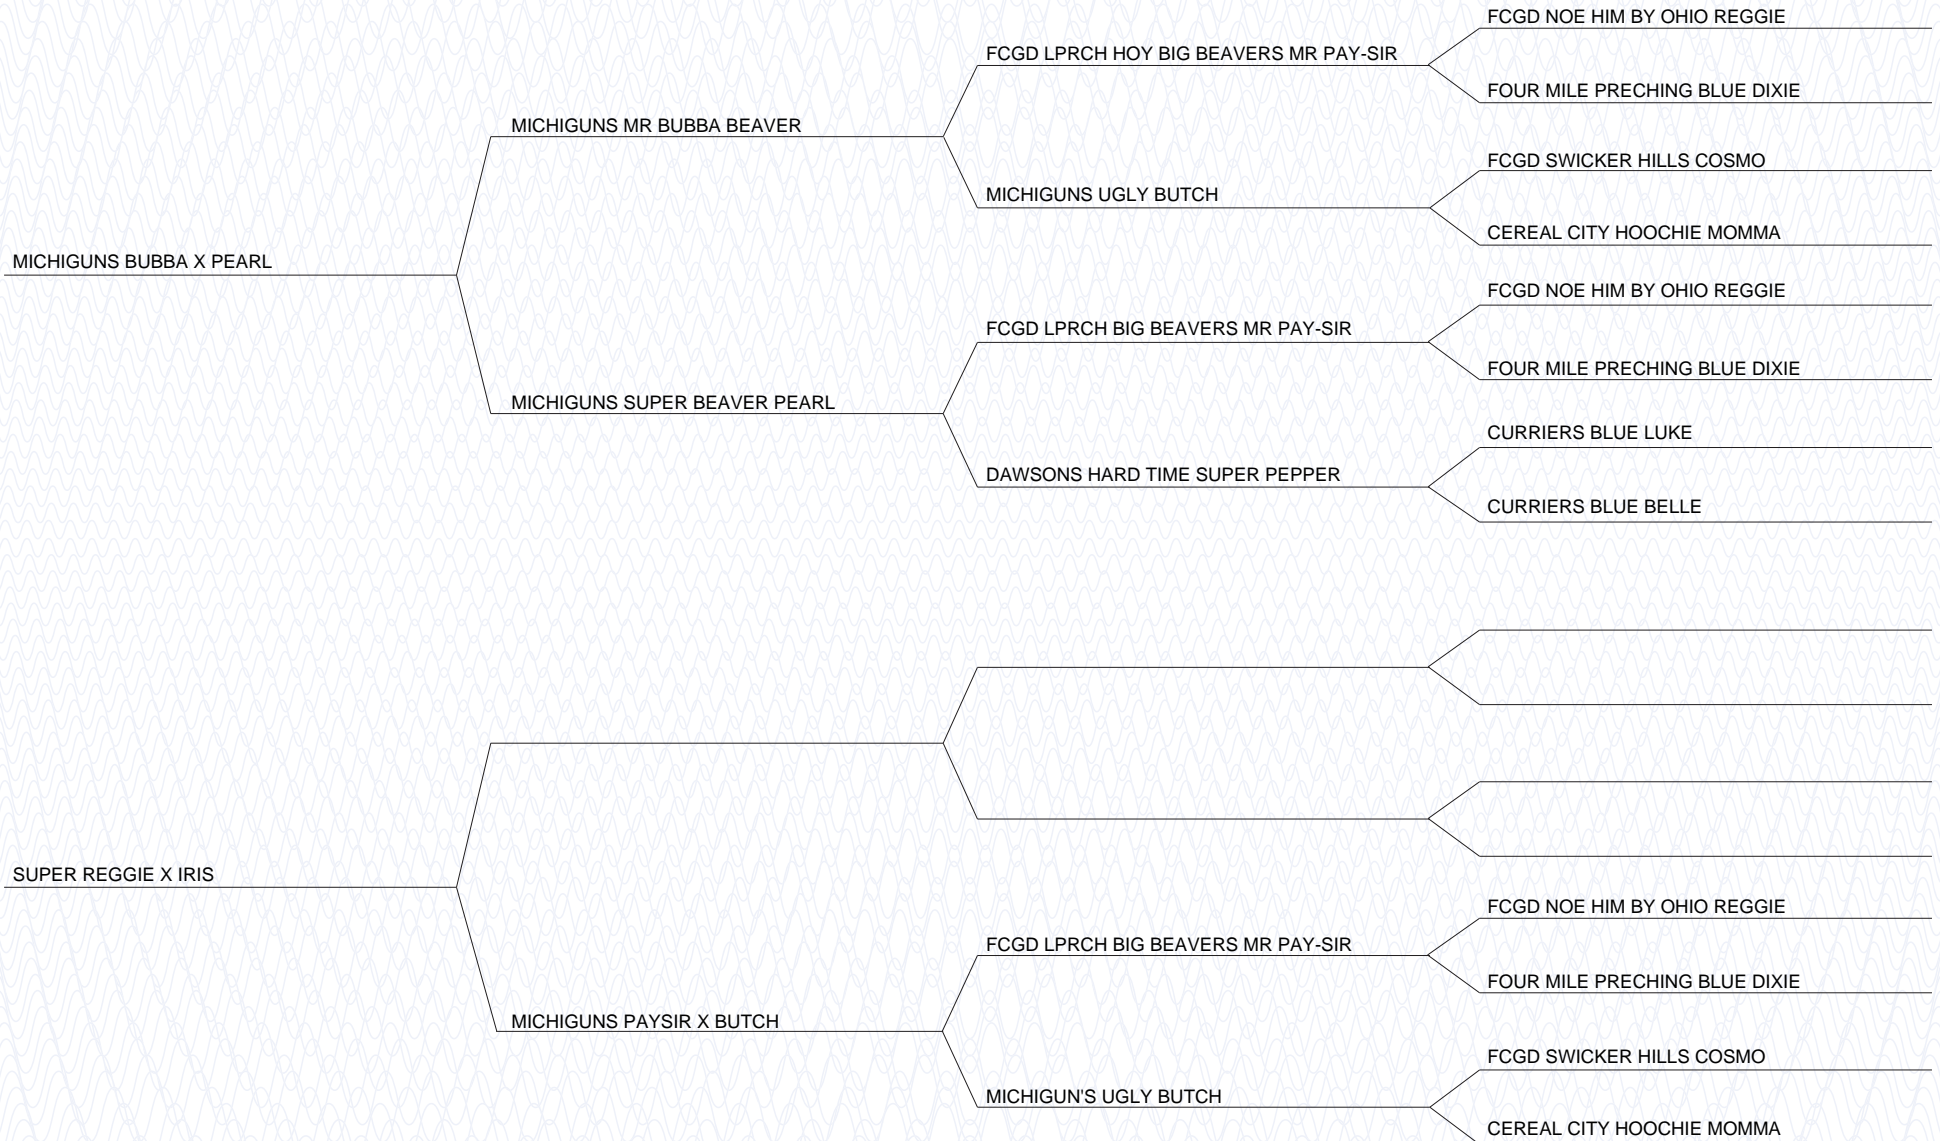 FCGD NOE HIM BY OHIO REGGIE
FCGD LPRCH HOY BIG BEAVERS MR PAY-SIR
FOUR MILE PRECHING BLUE DIXIE
MICHIGUNS MR BUBBA BEAVER
FCGD SWICKER HILLS COSMO
MICHIGUNS UGLY BUTCH
CEREAL CITY HOOCHIE MOMMA
MICHIGUNS BUBBA X PEARL
FCGD NOE HIM BY OHIO REGGIE
FCGD LPRCH BIG BEAVERS MR PAY-SIR
FOUR MILE PRECHING BLUE DIXIE
MICHIGUNS SUPER BEAVER PEARL
CURRIERS BLUE LUKE
DAWSONS HARD TIME SUPER PEPPER
CURRIERS BLUE BELLE
SUPER REGGIE X IRIS
FCGD NOE HIM BY OHIO REGGIE
FCGD LPRCH BIG BEAVERS MR PAY-SIR
FOUR MILE PRECHING BLUE DIXIE
MICHIGUNS PAYSIR X BUTCH
FCGD SWICKER HILLS COSMO
MICHIGUN'S UGLY BUTCH
CEREAL CITY HOOCHIE MOMMA